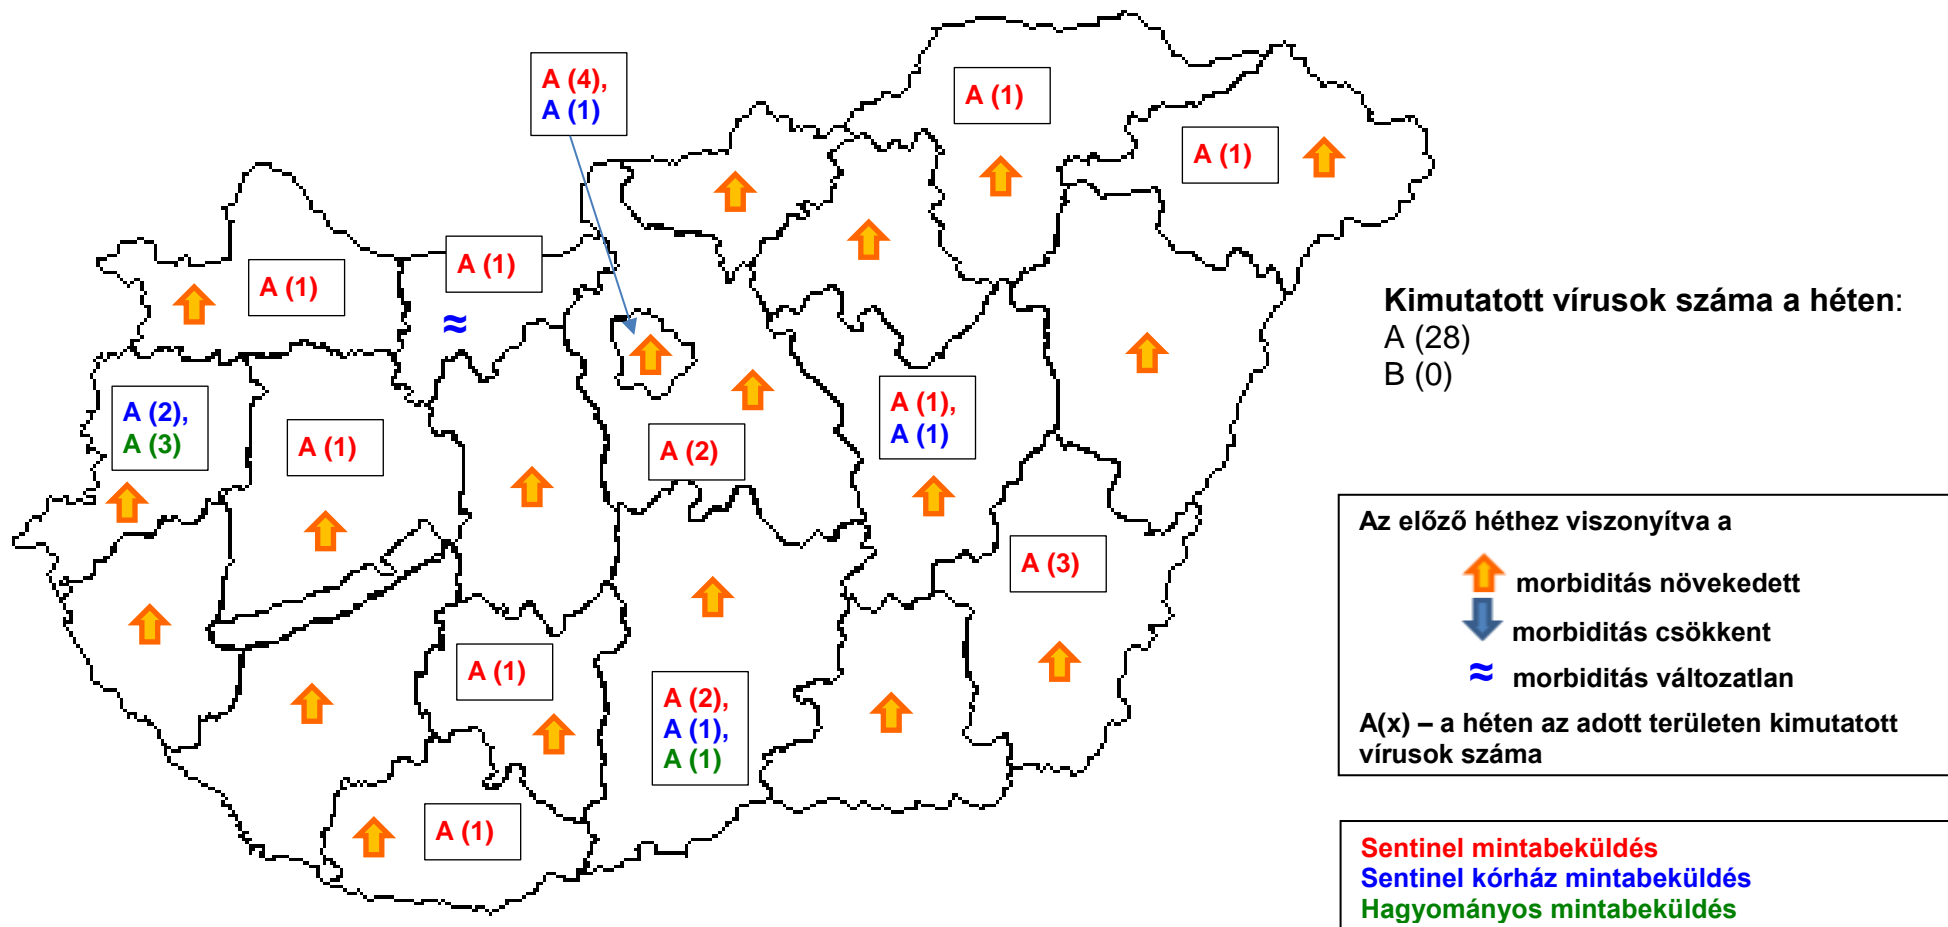 A (4),
A (1)
A (1)
A (1)
A (1)
A (1)
A (2),
A (3)
A (1)
A (2)
A (1),
A (1)
A (3)
A (1)
A (2),
A (1),
A (1)
A (1)
Kimutatott vírusok száma a héten:
A (28)
B (0)
Az előző héthez viszonyítva a
morbiditás növekedett
morbiditás csökkent
≈ morbiditás változatlan
A(x) – a héten az adott területen kimutatott
vírusok száma
Sentinel mintabeküldés
Sentinel kórház mintabeküldés
Hagyományos mintabeküldés